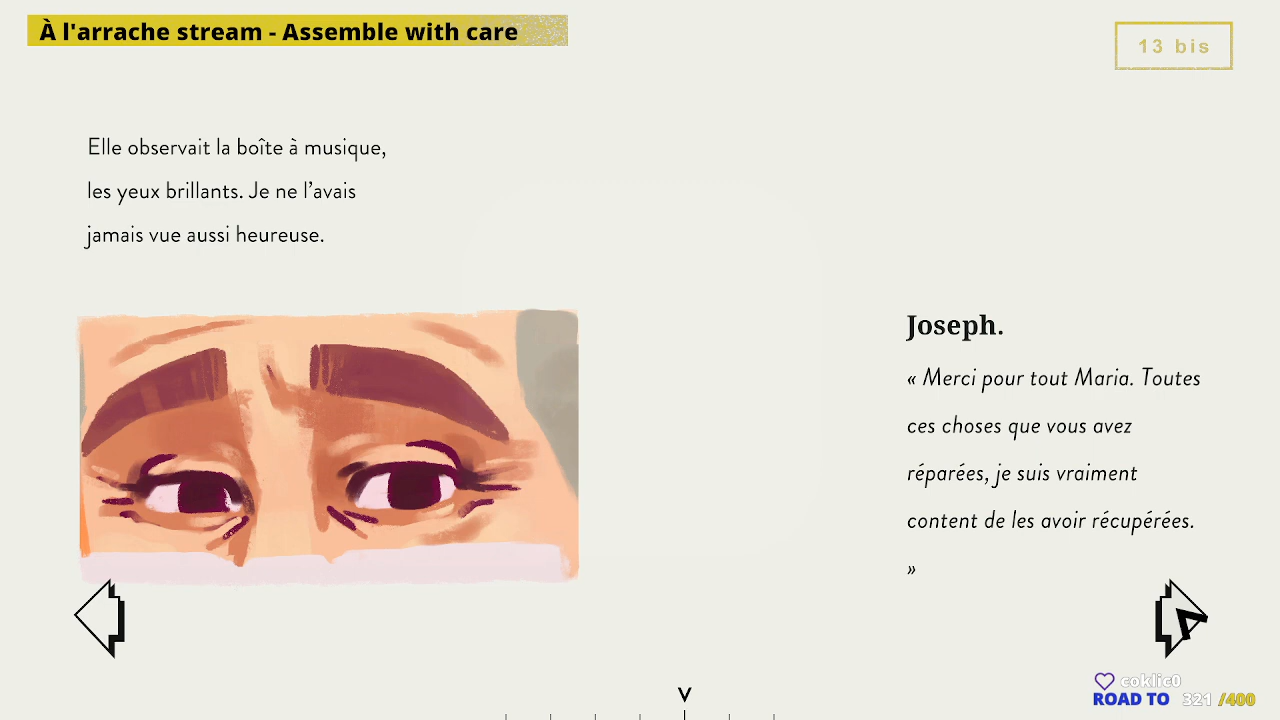 À l'arrache stream - Assemble with care
13 bis
Elle observait la boîte à musique,
les yeux brillants. Je ne l’avais
jamais vue aussi heureuse.
Joseph.
« Merci pour tout Maria. Toutes
ces choses que vous avez
réparées, je suis vraiment
content de les avoir récupérées.
»
coklic0
ROAD TO 321 /400